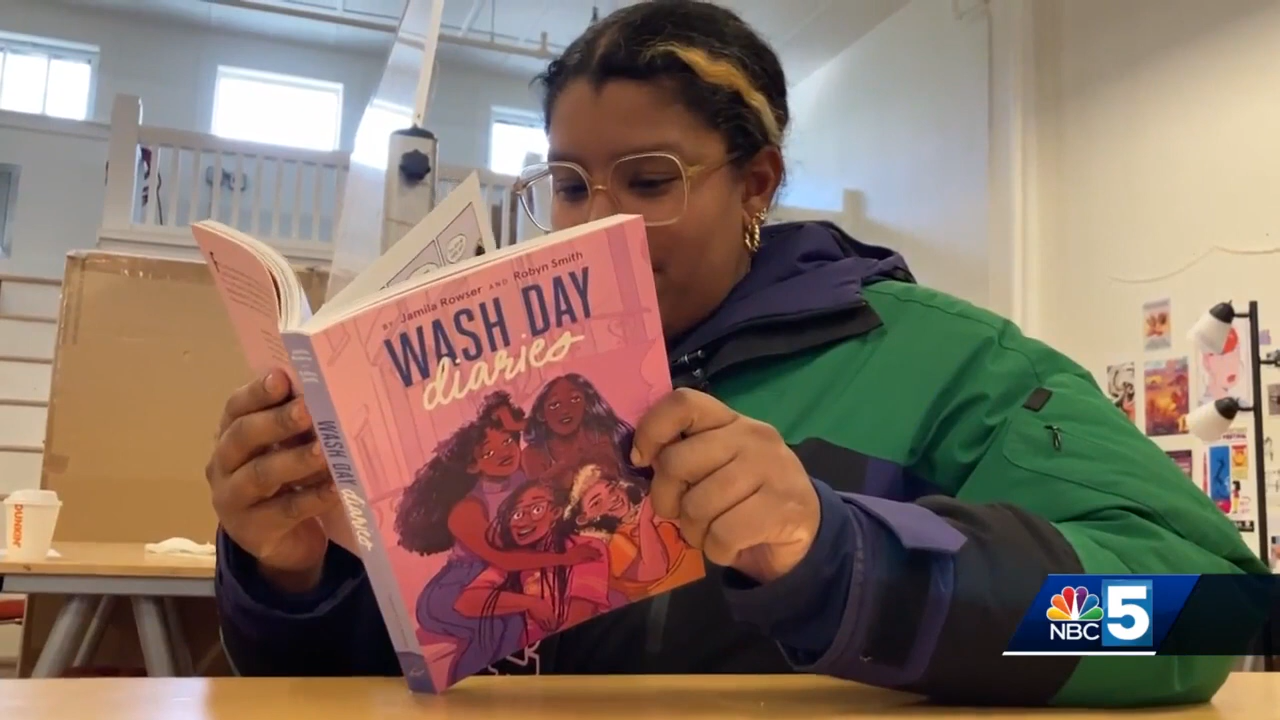 BY Jamila Rowser AND Robyn Smith
WASH DAY
diaries
WASH DAY diaries
DUNKIN'
NBC 5